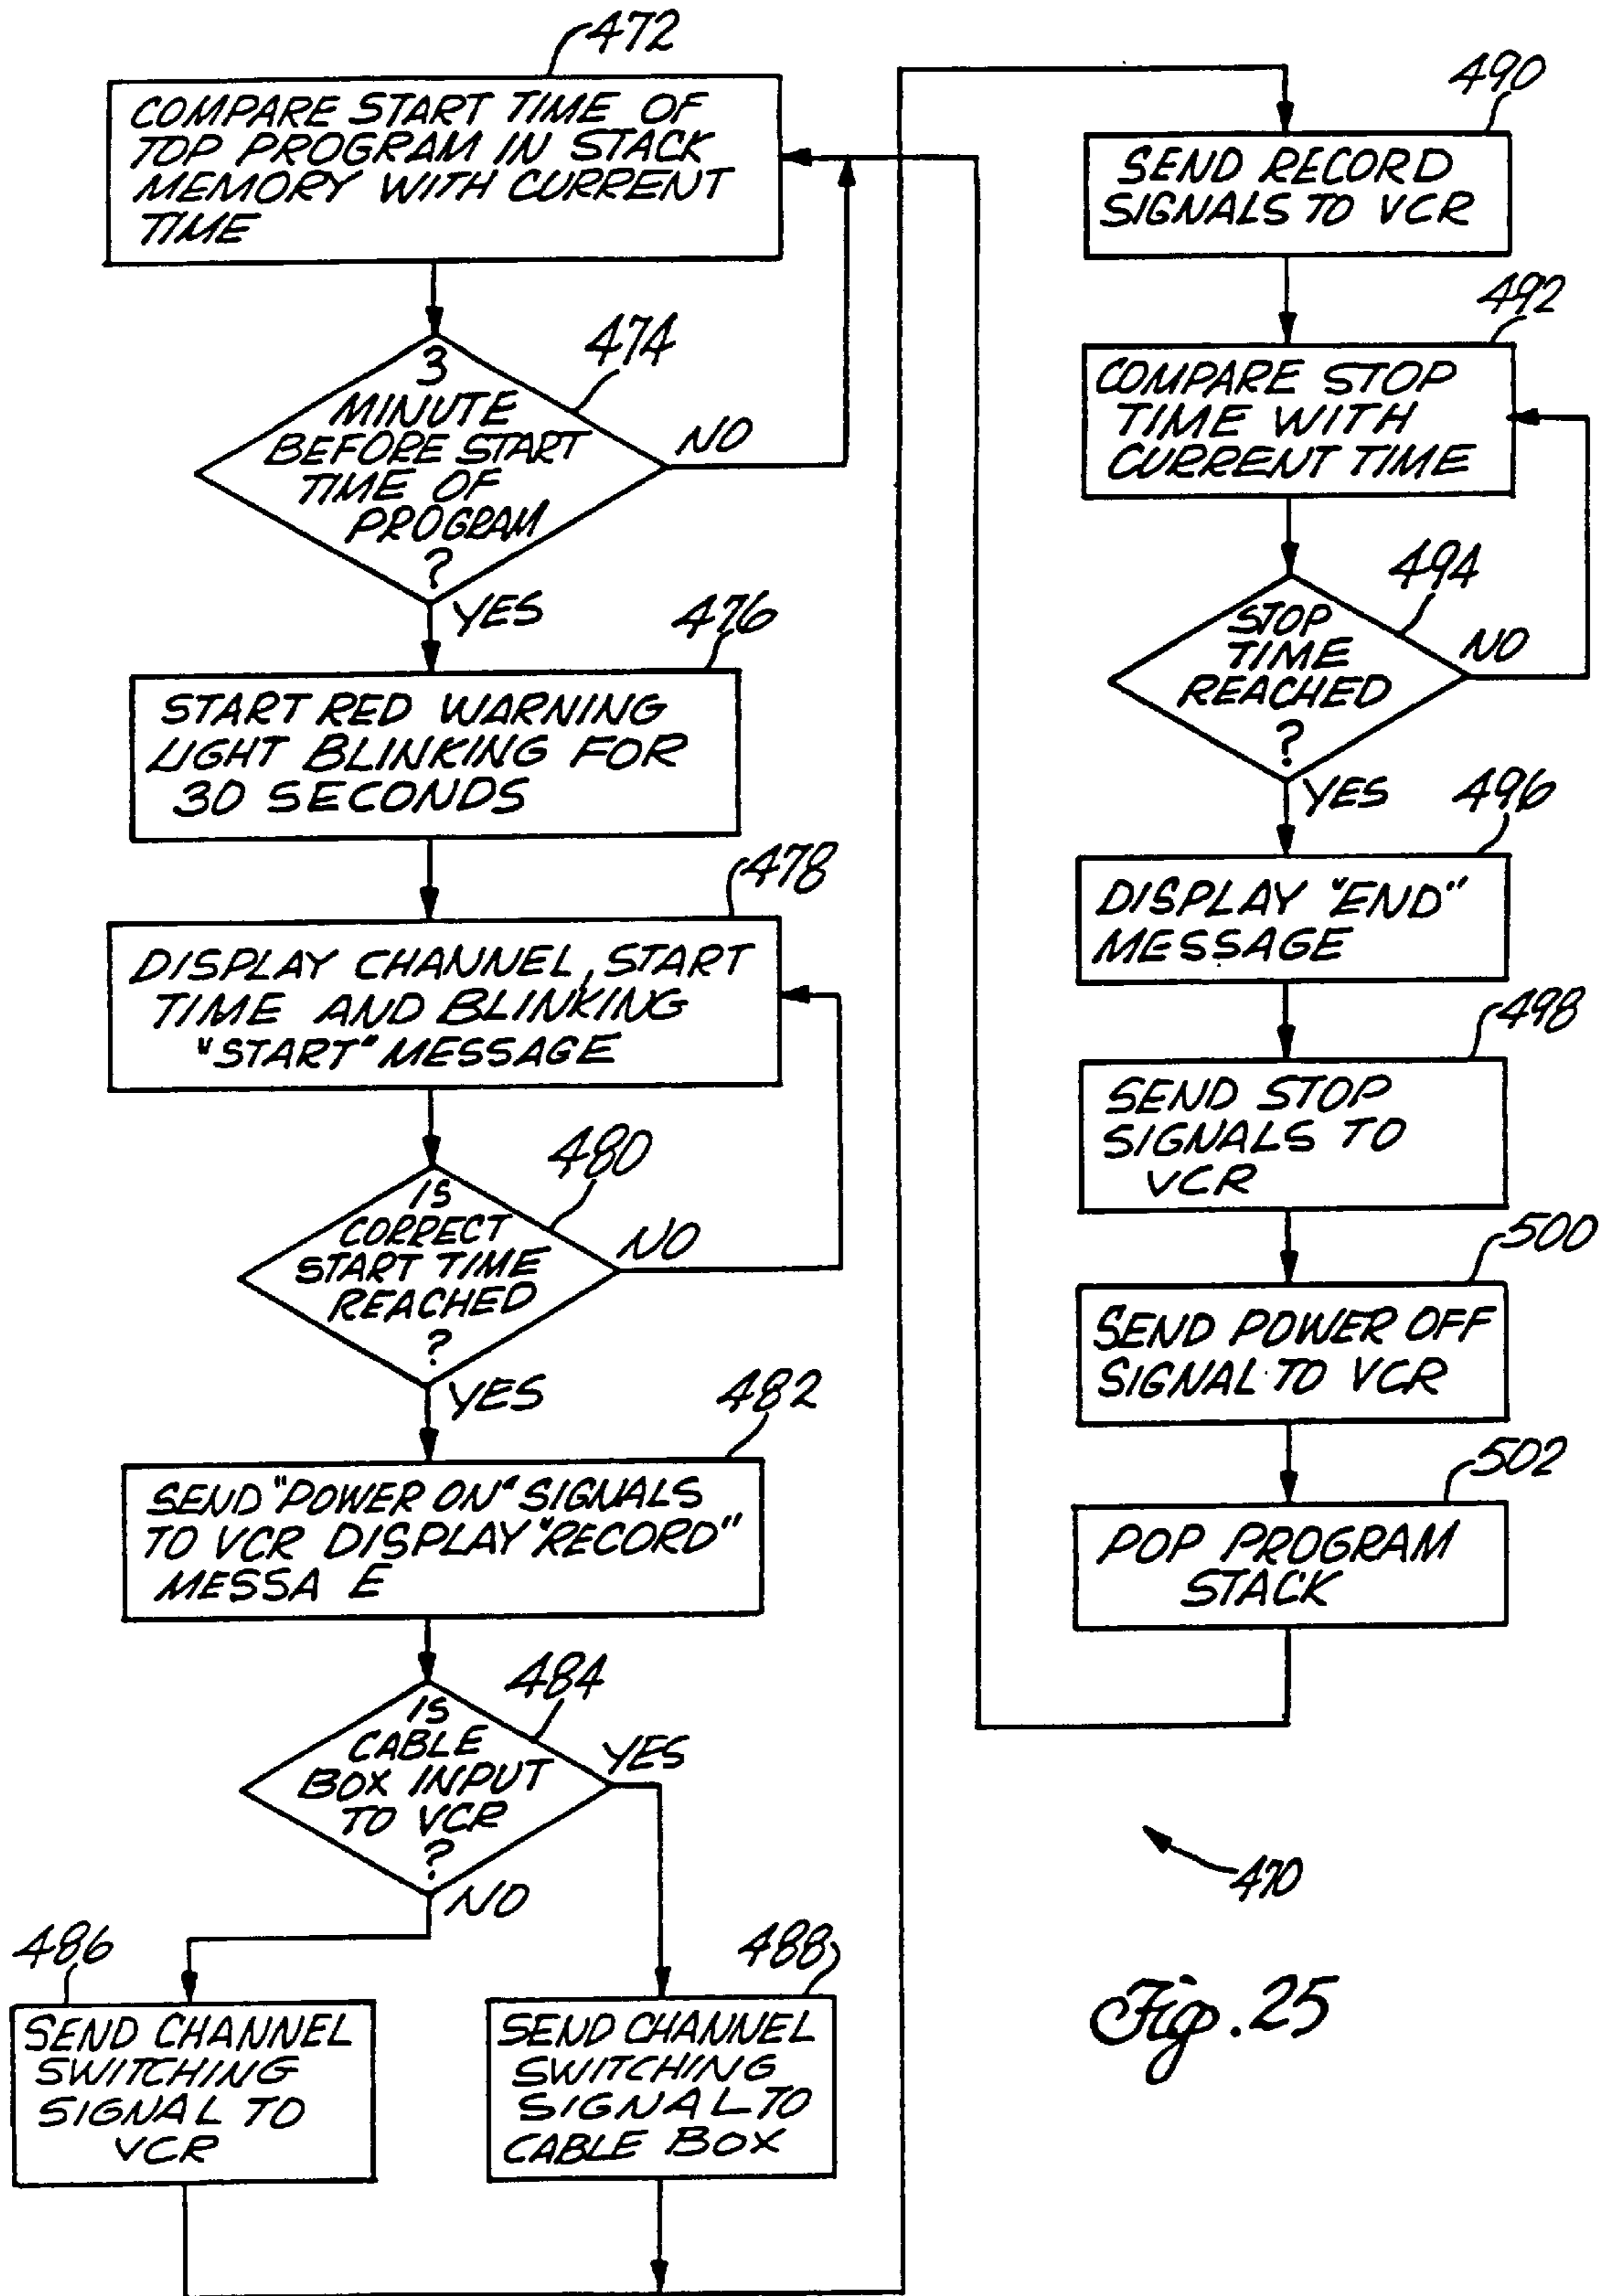 472
COMPARE START TIME OF
TOP PROGRAM IN STACK
MEMORY WITH CURRENT
TIME
474
3
MINUTE
BEFORE START
TIME OF
PROGRAM
?
NO
YES
476
START RED WARNING
LIGHT BLINKING FOR
30 SECONDS
478
DISPLAY CHANNEL, START
TIME AND BLINKING
"START" MESSAGE
480
IS
CORRECT
START TIME
REACHED
?
NO
YES
482
SEND "POWER ON" SIGNALS
TO VCR DISPLAY "RECORD"
MESSA E
484
IS
CABLE
BOX INPUT
TO VCR
?
YES
NO
486
SEND CHANNEL
SWITCHING
SIGNAL TO
VCR
488
SEND CHANNEL
SWITCHING
SIGNAL TO
CABLE BOX
490
SEND RECORD
SIGNALS TO VCR
492
COMPARE STOP
TIME WITH
CURRENT TIME
494
STOP
TIME
REACHED
?
NO
YES
496
DISPLAY "END"
MESSAGE
498
SEND STOP
SIGNALS TO
VCR
500
SEND POWER OFF
SIGNAL TO VCR
502
POP PROGRAM
STACK
470
Fig. 25